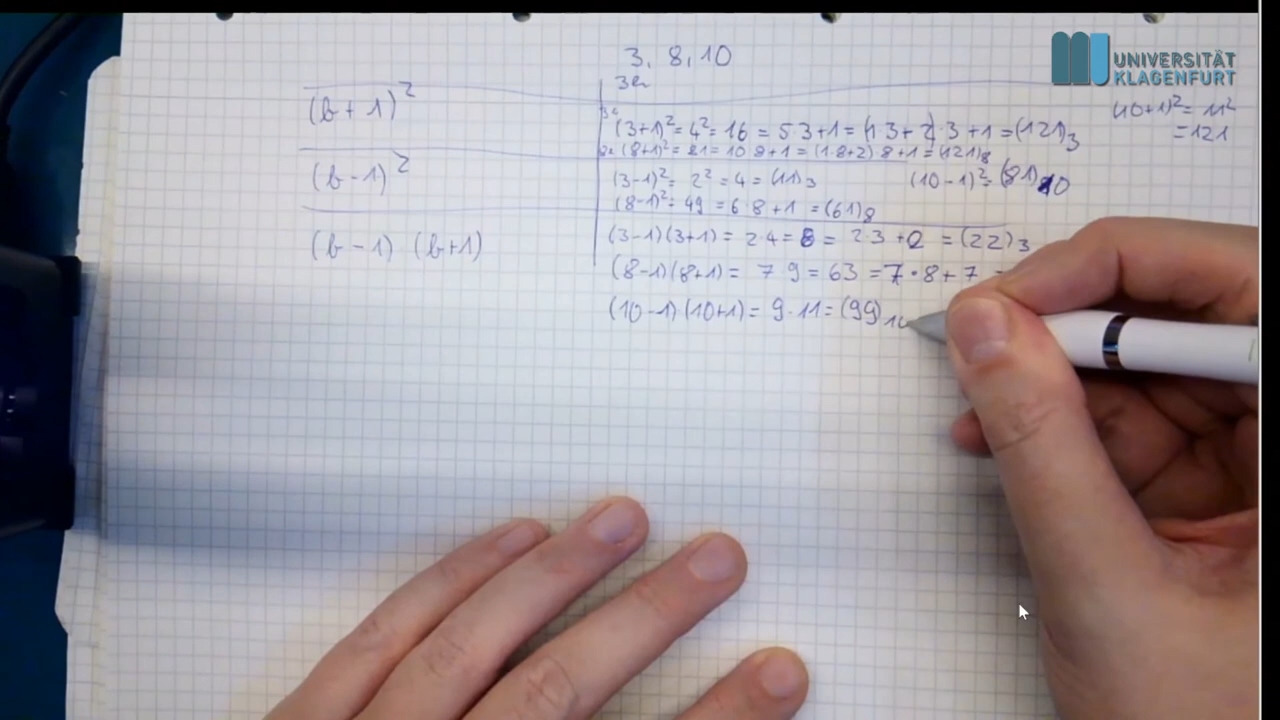 UNIVERSITÄT
KLAGENFURT
3, 8, 10
(b+1)²
(3+1)² = 4² = 16 = 5·3+1 = (1·3+2)·3+1 = (121)₃
(10+1)² = 11²
= 121
(8+1)² = 81 = 10·8+1 = (1·8+2)·8+1 = (121)₈
(b-1)²
(3-1)² = 2² = 4 = (11)₃
(10-1)² = (81)₁₀
(8-1)² = 49 = 6·8+1 = (61)₈
(b-1) (b+1)
(3-1)(3+1) = 2·4 = 8 = 2·3+2 = (22)₃
(8-1)(8+1) = 7·9 = 63 = 7·8+7 =
(10-1)(10+1) = 9·11 = (99)₁₀